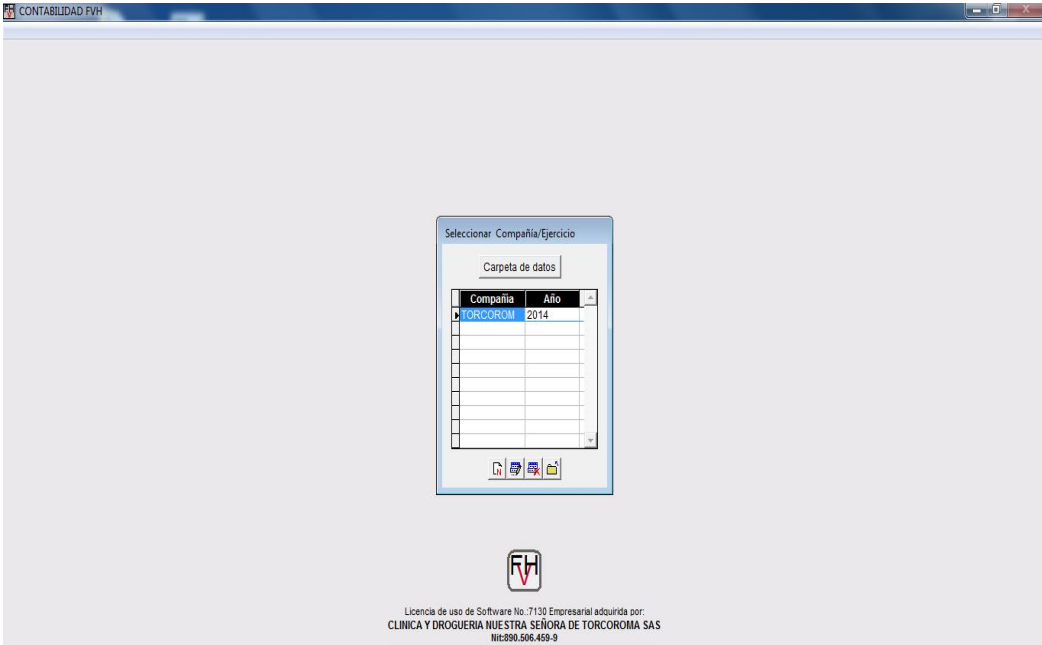 CONTABILIDAD FVH
Seleccionar Compañía/Ejercicio
Carpeta de datos
Compañia Año
TORCOROM 2014
N
FVH
Licencia de uso de Software No.:7130 Empresarial adquirida por:
CLINICA Y DROGUERIA NUESTRA SEÑORA DE TORCOROMA SAS
Nit:890.506.459-9